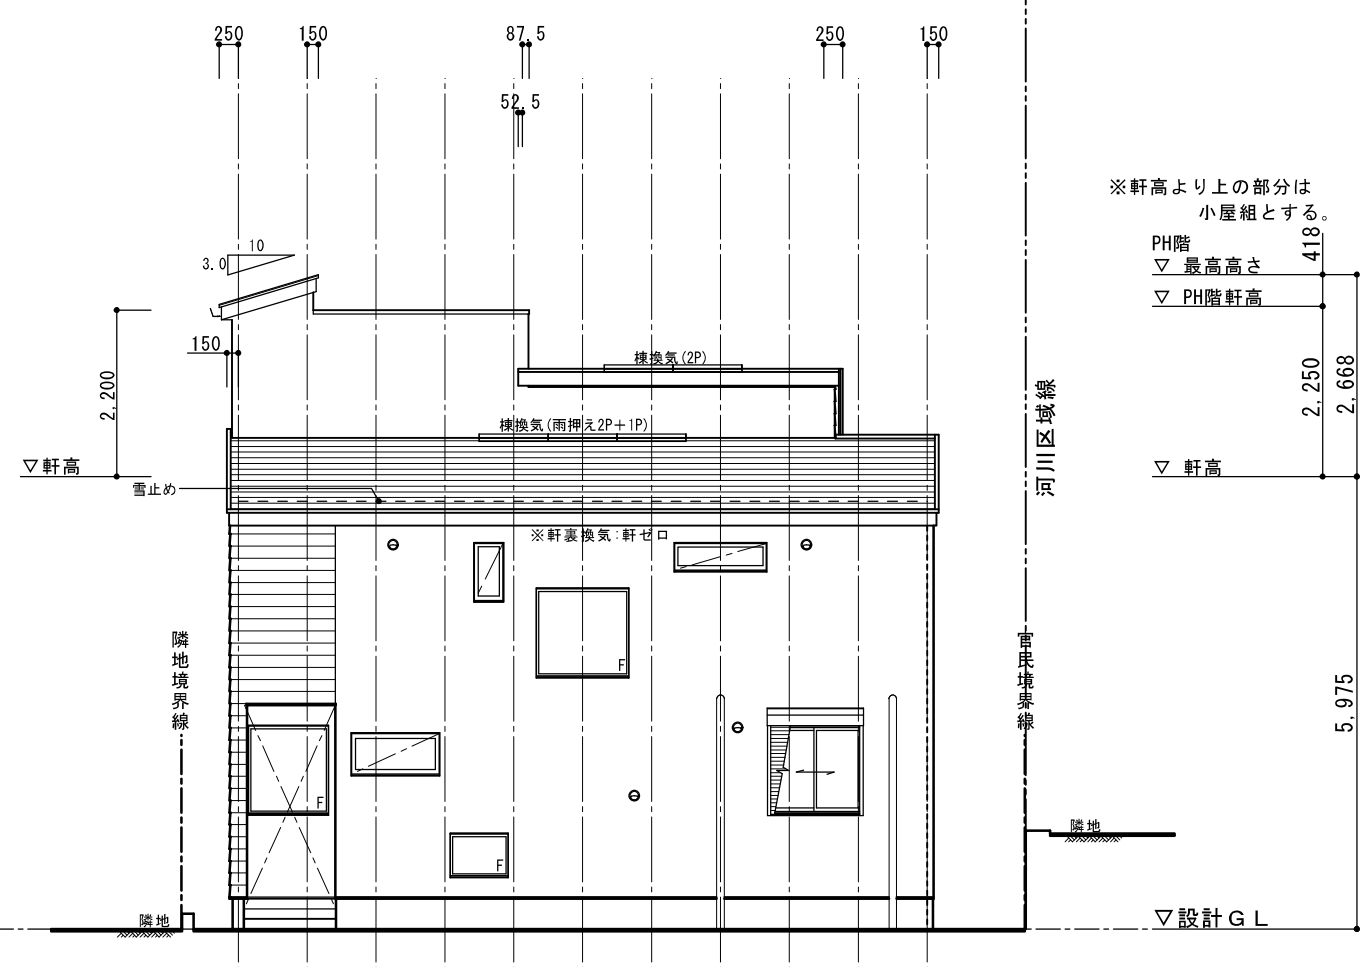 250
150
87.5
250
150
52.5
※軒高より上の部分は
小屋組とする。
418
PH階
▽ 最高高さ
▽ PH階軒高
10
3.0
150
2,200
棟換気(2P)
棟換気(雨押え2P+1P)
2,250
2,668
河川区域線
▽軒高
▽ 軒高
雪止め
※軒裏換気:軒ゼロ
隣地境界線
官民境界線
F
5,975
F
F
隣地
隣地
▽設計GL